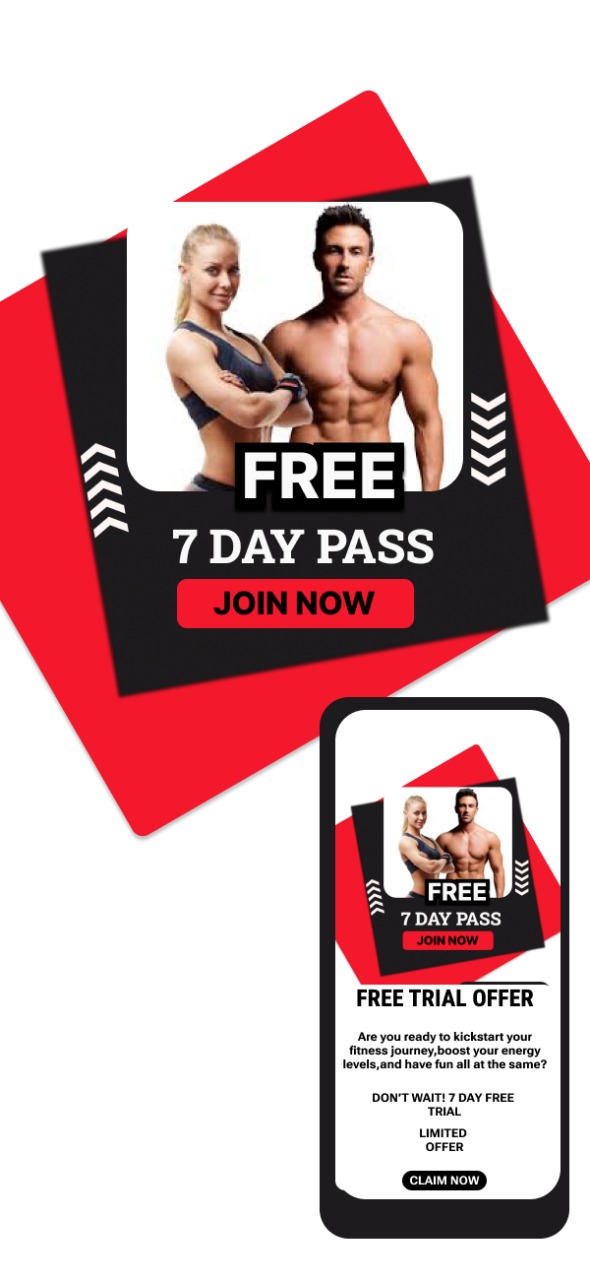 FREE
7 DAY PASS
JOIN NOW
FREE
7 DAY PASS
JOIN NOW
FREE TRIAL OFFER
Are you ready to kickstart your
fitness journey,boost your energy
levels,and have fun all at the same?
DON'T WAIT! 7 DAY FREE
TRIAL
LIMITED
OFFER
CLAIM NOW